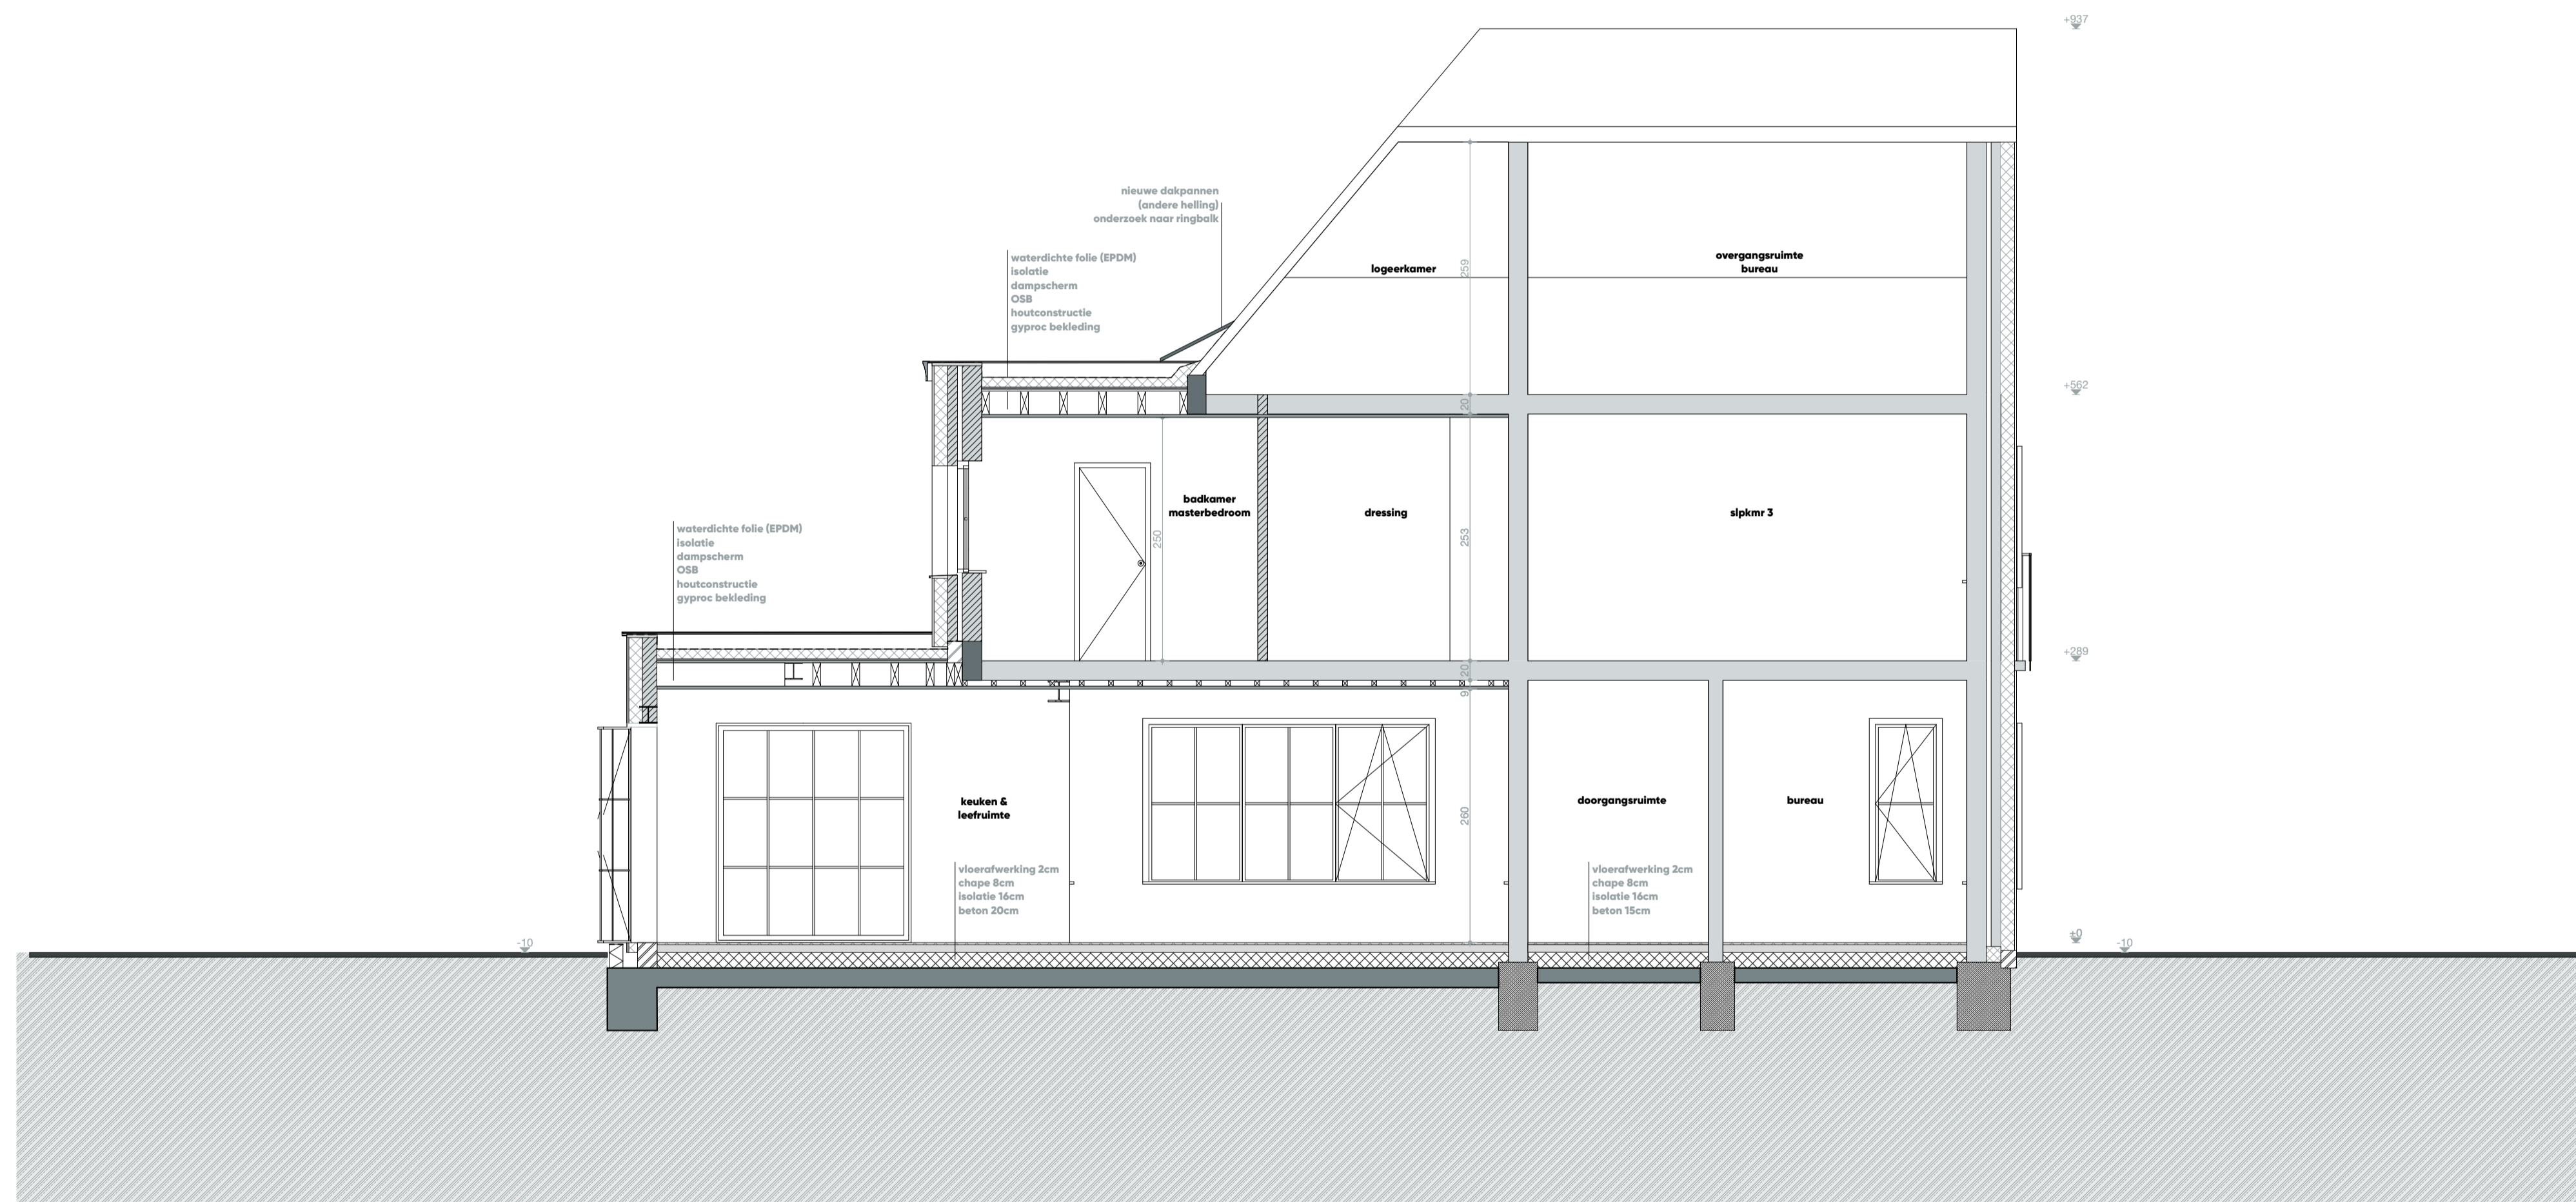 +937
nieuwe dakpannen
(andere helling)
onderzoek naar ringbalk
waterdichte folie (EPDM)
isolatie
dampscherm
OSB
houtconstructie
gyproc bekleding
logeerkamer
259
overgangsruimte
bureau
+562
20
waterdichte folie (EPDM)
isolatie
dampscherm
OSB
houtconstructie
gyproc bekleding
250
badkamer
masterbedroom
dressing
253
slpkmr 3
+289
20
9
keuken &
leefruimte
260
doorgangsruimte
bureau
vloerafwerking 2cm
chape 8cm
isolatie 16cm
beton 20cm
vloerafwerking 2cm
chape 8cm
isolatie 16cm
beton 15cm
-10
+0
-10